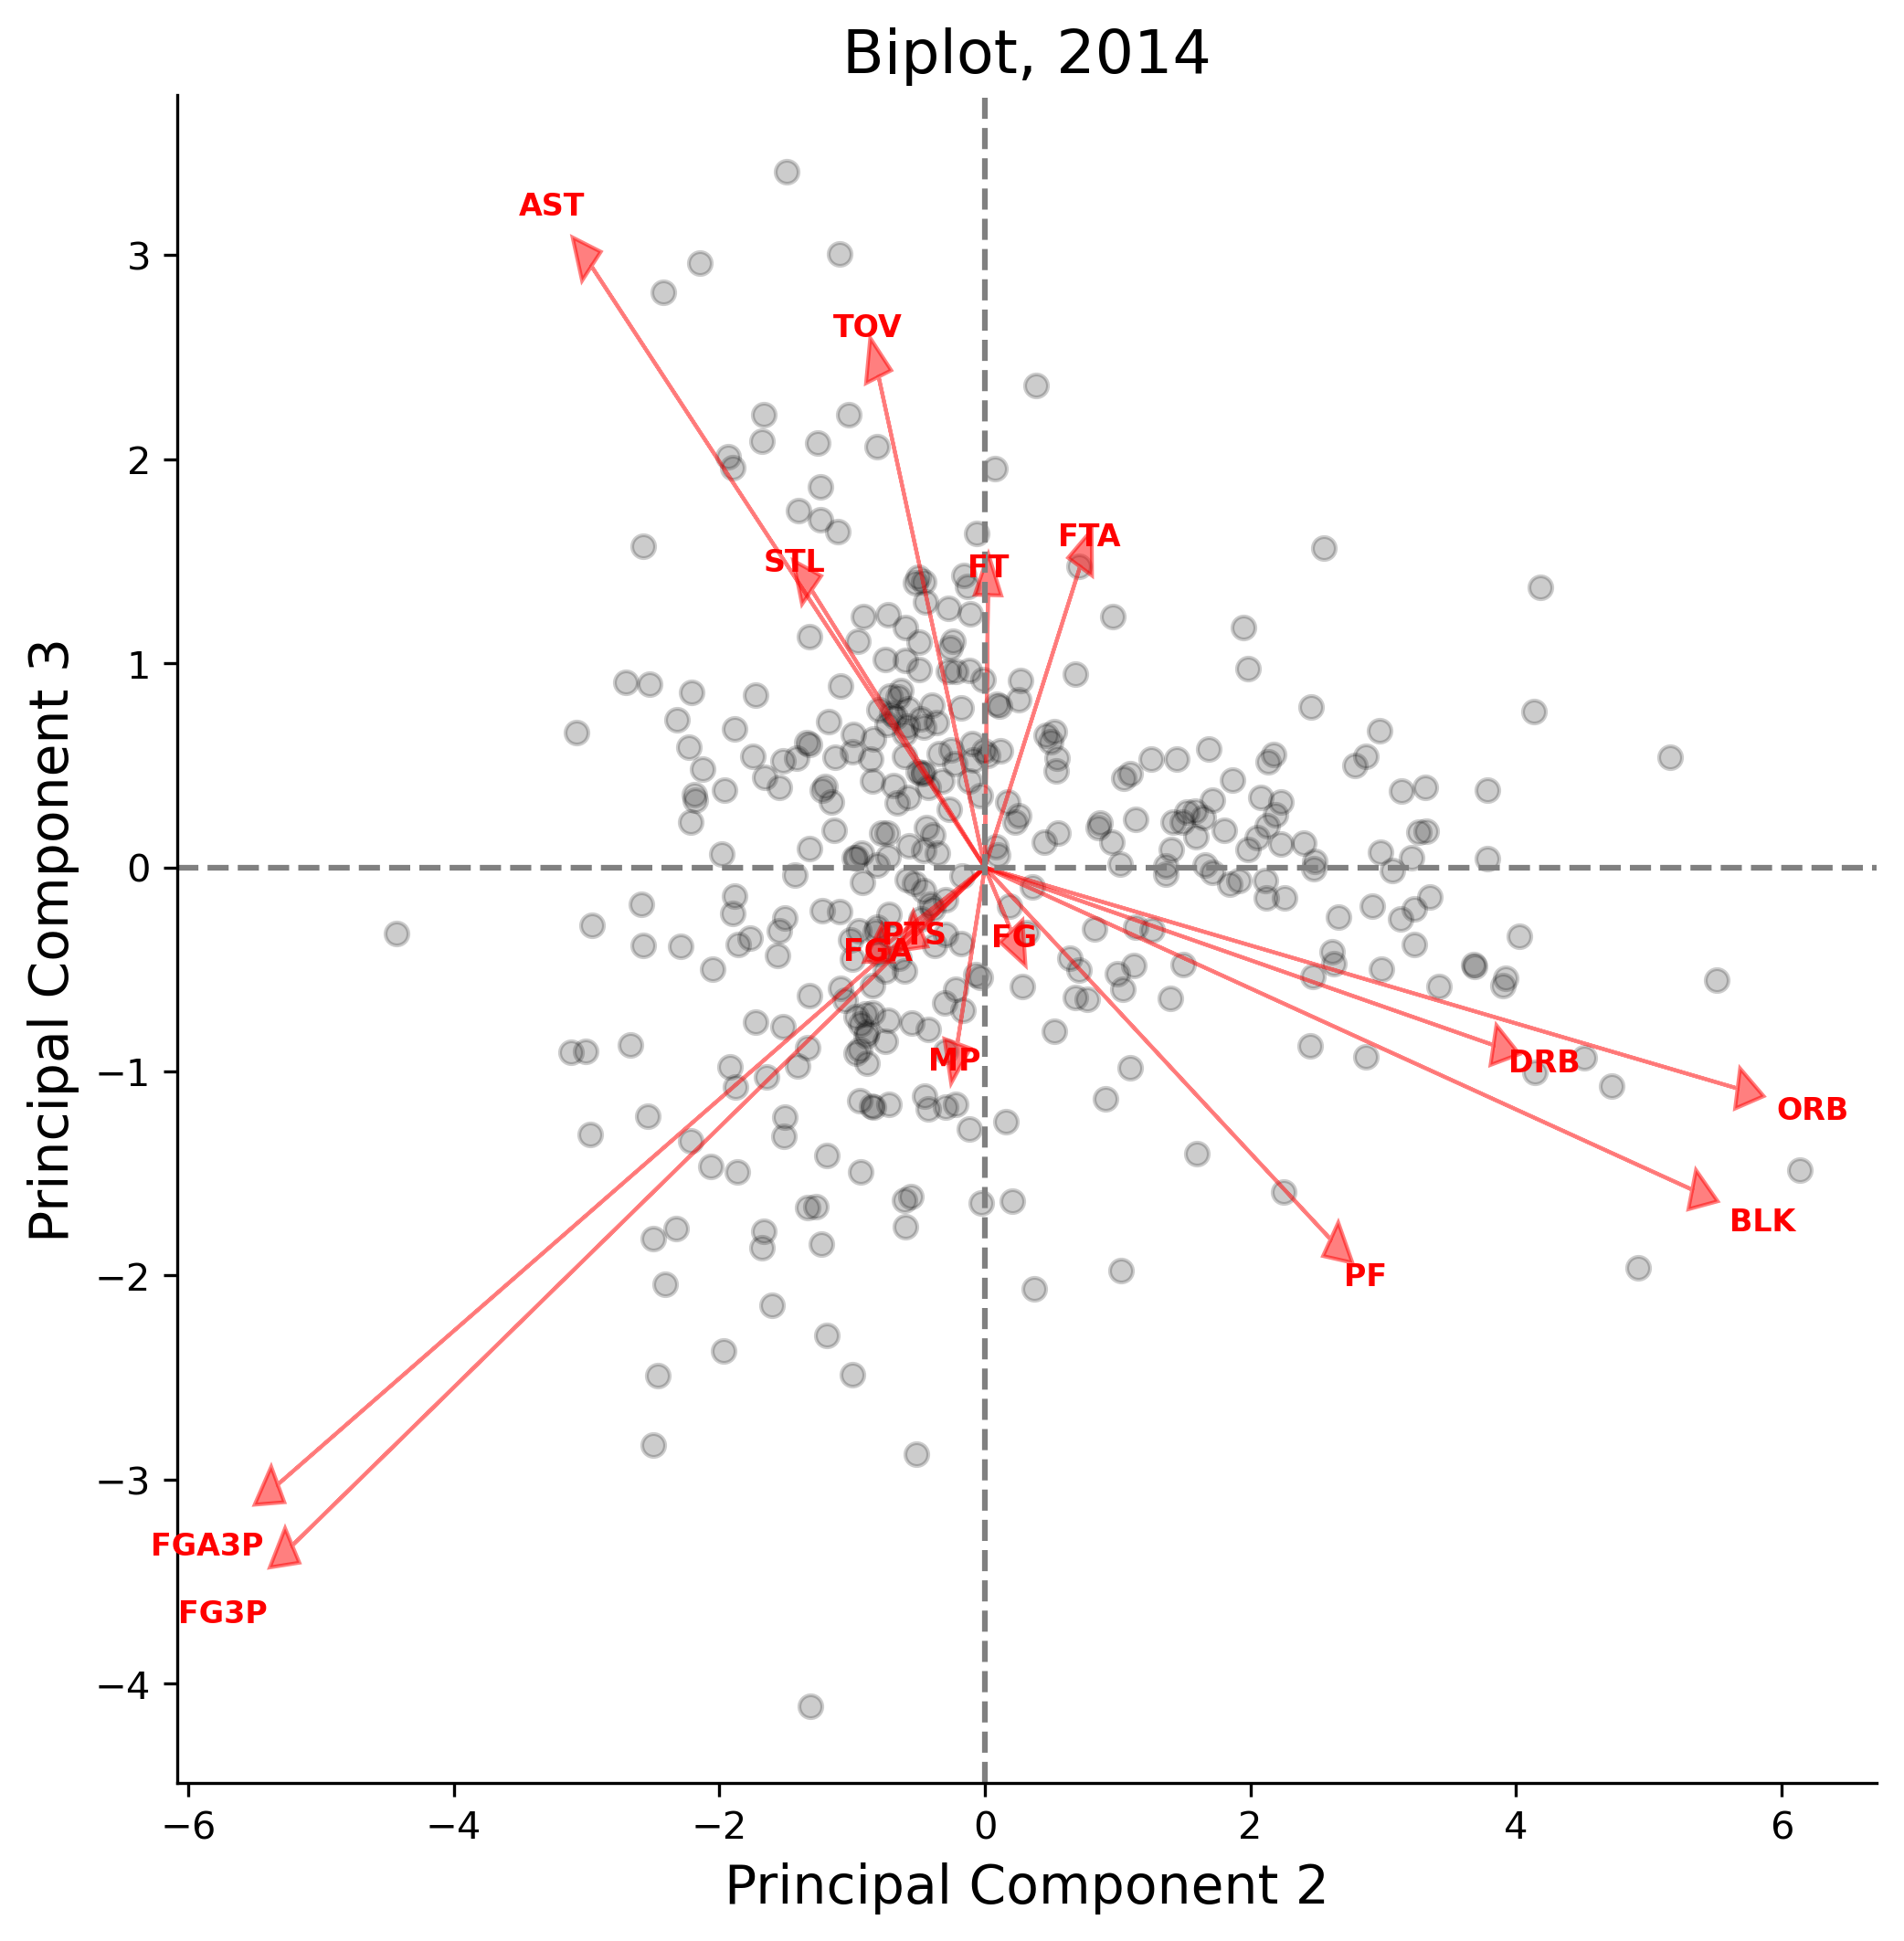 Biplot, 2014
AST
TOV
FTA
STL
FT
PTS
FG
FGA
MP
DRB
ORB
BLK
PF
FGA3P
FG3P
3
2
1
0
−1
−2
−3
−4
Principal Component 3
−6
−4
−2
0
2
4
6
Principal Component 2